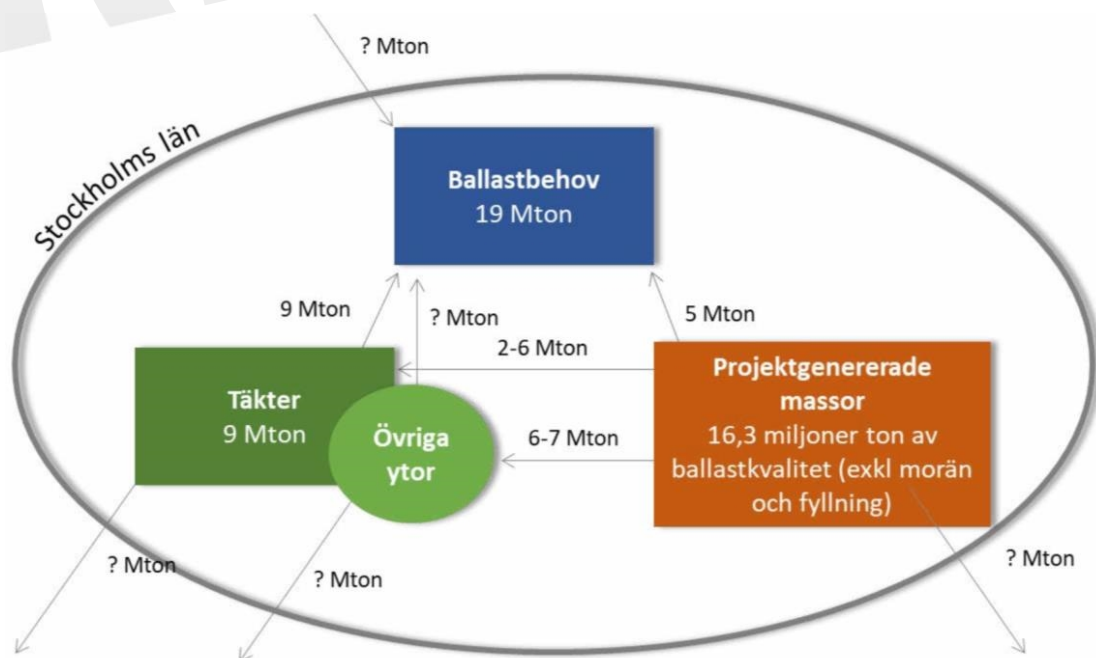 ? Mton
Stockholms län
Ballastbehov
19 Mton
9 Mton
? Mton
5 Mton
2-6 Mton
Täkter
9 Mton
Övriga
ytor
6-7 Mton
Projektgenererade
massor
16,3 miljoner ton av
ballastkvalitet (exkl morän
och fyllning)
? Mton
? Mton
? Mton